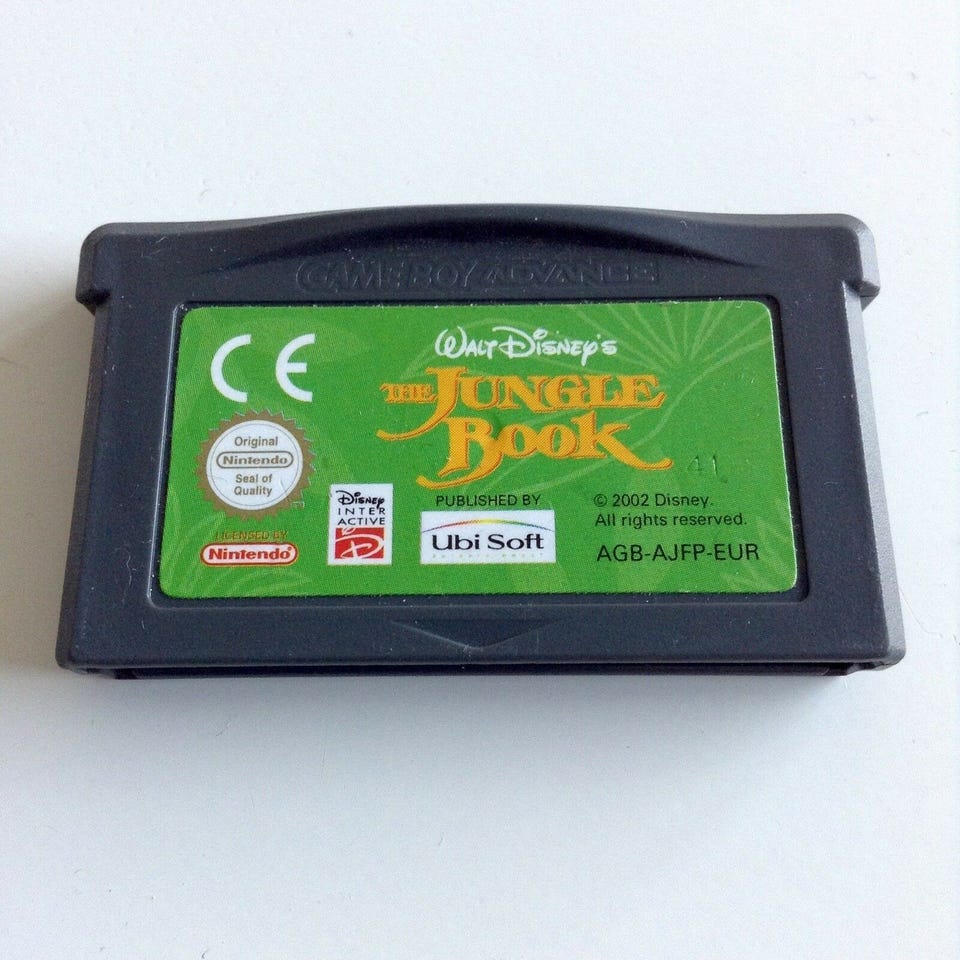 GAME BOY ADVANCE
CE
WALT DISNEY'S
THE JUNGLE
BOOK
41
Original
Nintendo
Seal of
Quality
LICENSED BY
Nintendo
DISNEY
INTER
ACTIVE
D
PUBLISHED BY
Ubi Soft
ENTERTAINMENT
© 2002 Disney.
All rights reserved.
AGB-AJFP-EUR